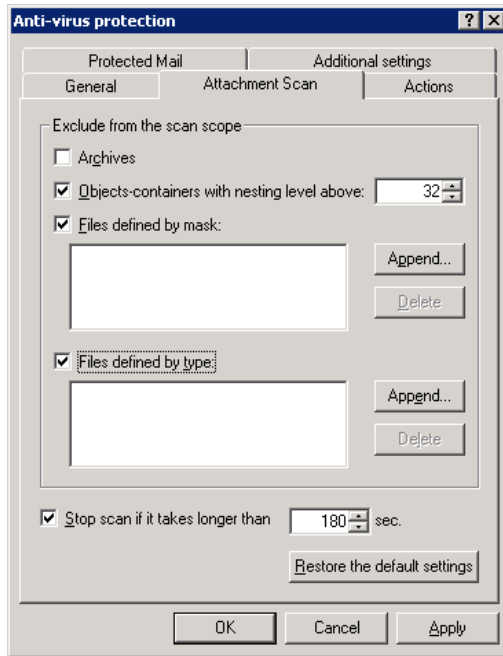 Anti-virus protection
Protected Mail Additional settings
General Attachment Scan Actions
Exclude from the scan scope
Archives
Objects-containers with nesting level above: 32
Files defined by mask:
Append...
Delete
Files defined by type:
Append...
Delete
Stop scan if it takes longer than 180 sec.
Restore the default settings
OK Cancel Apply